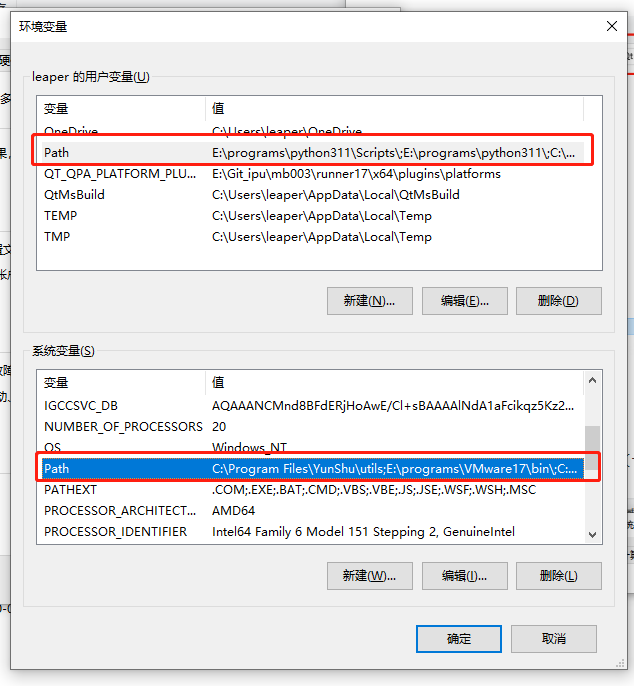 环境变量
leaper 的用户变量(U)
变量 值
OneDrive C:\Users\leaper\OneDrive
Path E:\programs\python311\Scripts\;E:\programs\python311\;C:\...
QT_QPA_PLATFORM_PLU... E:\Git_ipu\mb003\runner17\x64\plugins\platforms
QtMsBuild C:\Users\leaper\AppData\Local\QtMsBuild
TEMP C:\Users\leaper\AppData\Local\Temp
TMP C:\Users\leaper\AppData\Local\Temp
新建(N)... 编辑(E)... 删除(D)
系统变量(S)
变量 值
IGCCSVC_DB AQAAANCMnd8BFdERjHoAwE/Cl+sBAAAAlNdA1aFcikqz5Kz2...
NUMBER_OF_PROCESSORS 20
OS Windows_NT
Path C:\Program Files\YunShu\utils;E:\programs\VMware17\bin\;C:...
PATHEXT .COM;.EXE;.BAT;.CMD;.VBS;.VBE;.JS;.JSE;.WSF;.WSH;.MSC
PROCESSOR_ARCHITECT... AMD64
PROCESSOR_IDENTIFIER Intel64 Family 6 Model 151 Stepping 2, GenuineIntel
新建(W)... 编辑(I)... 删除(L)
确定 取消